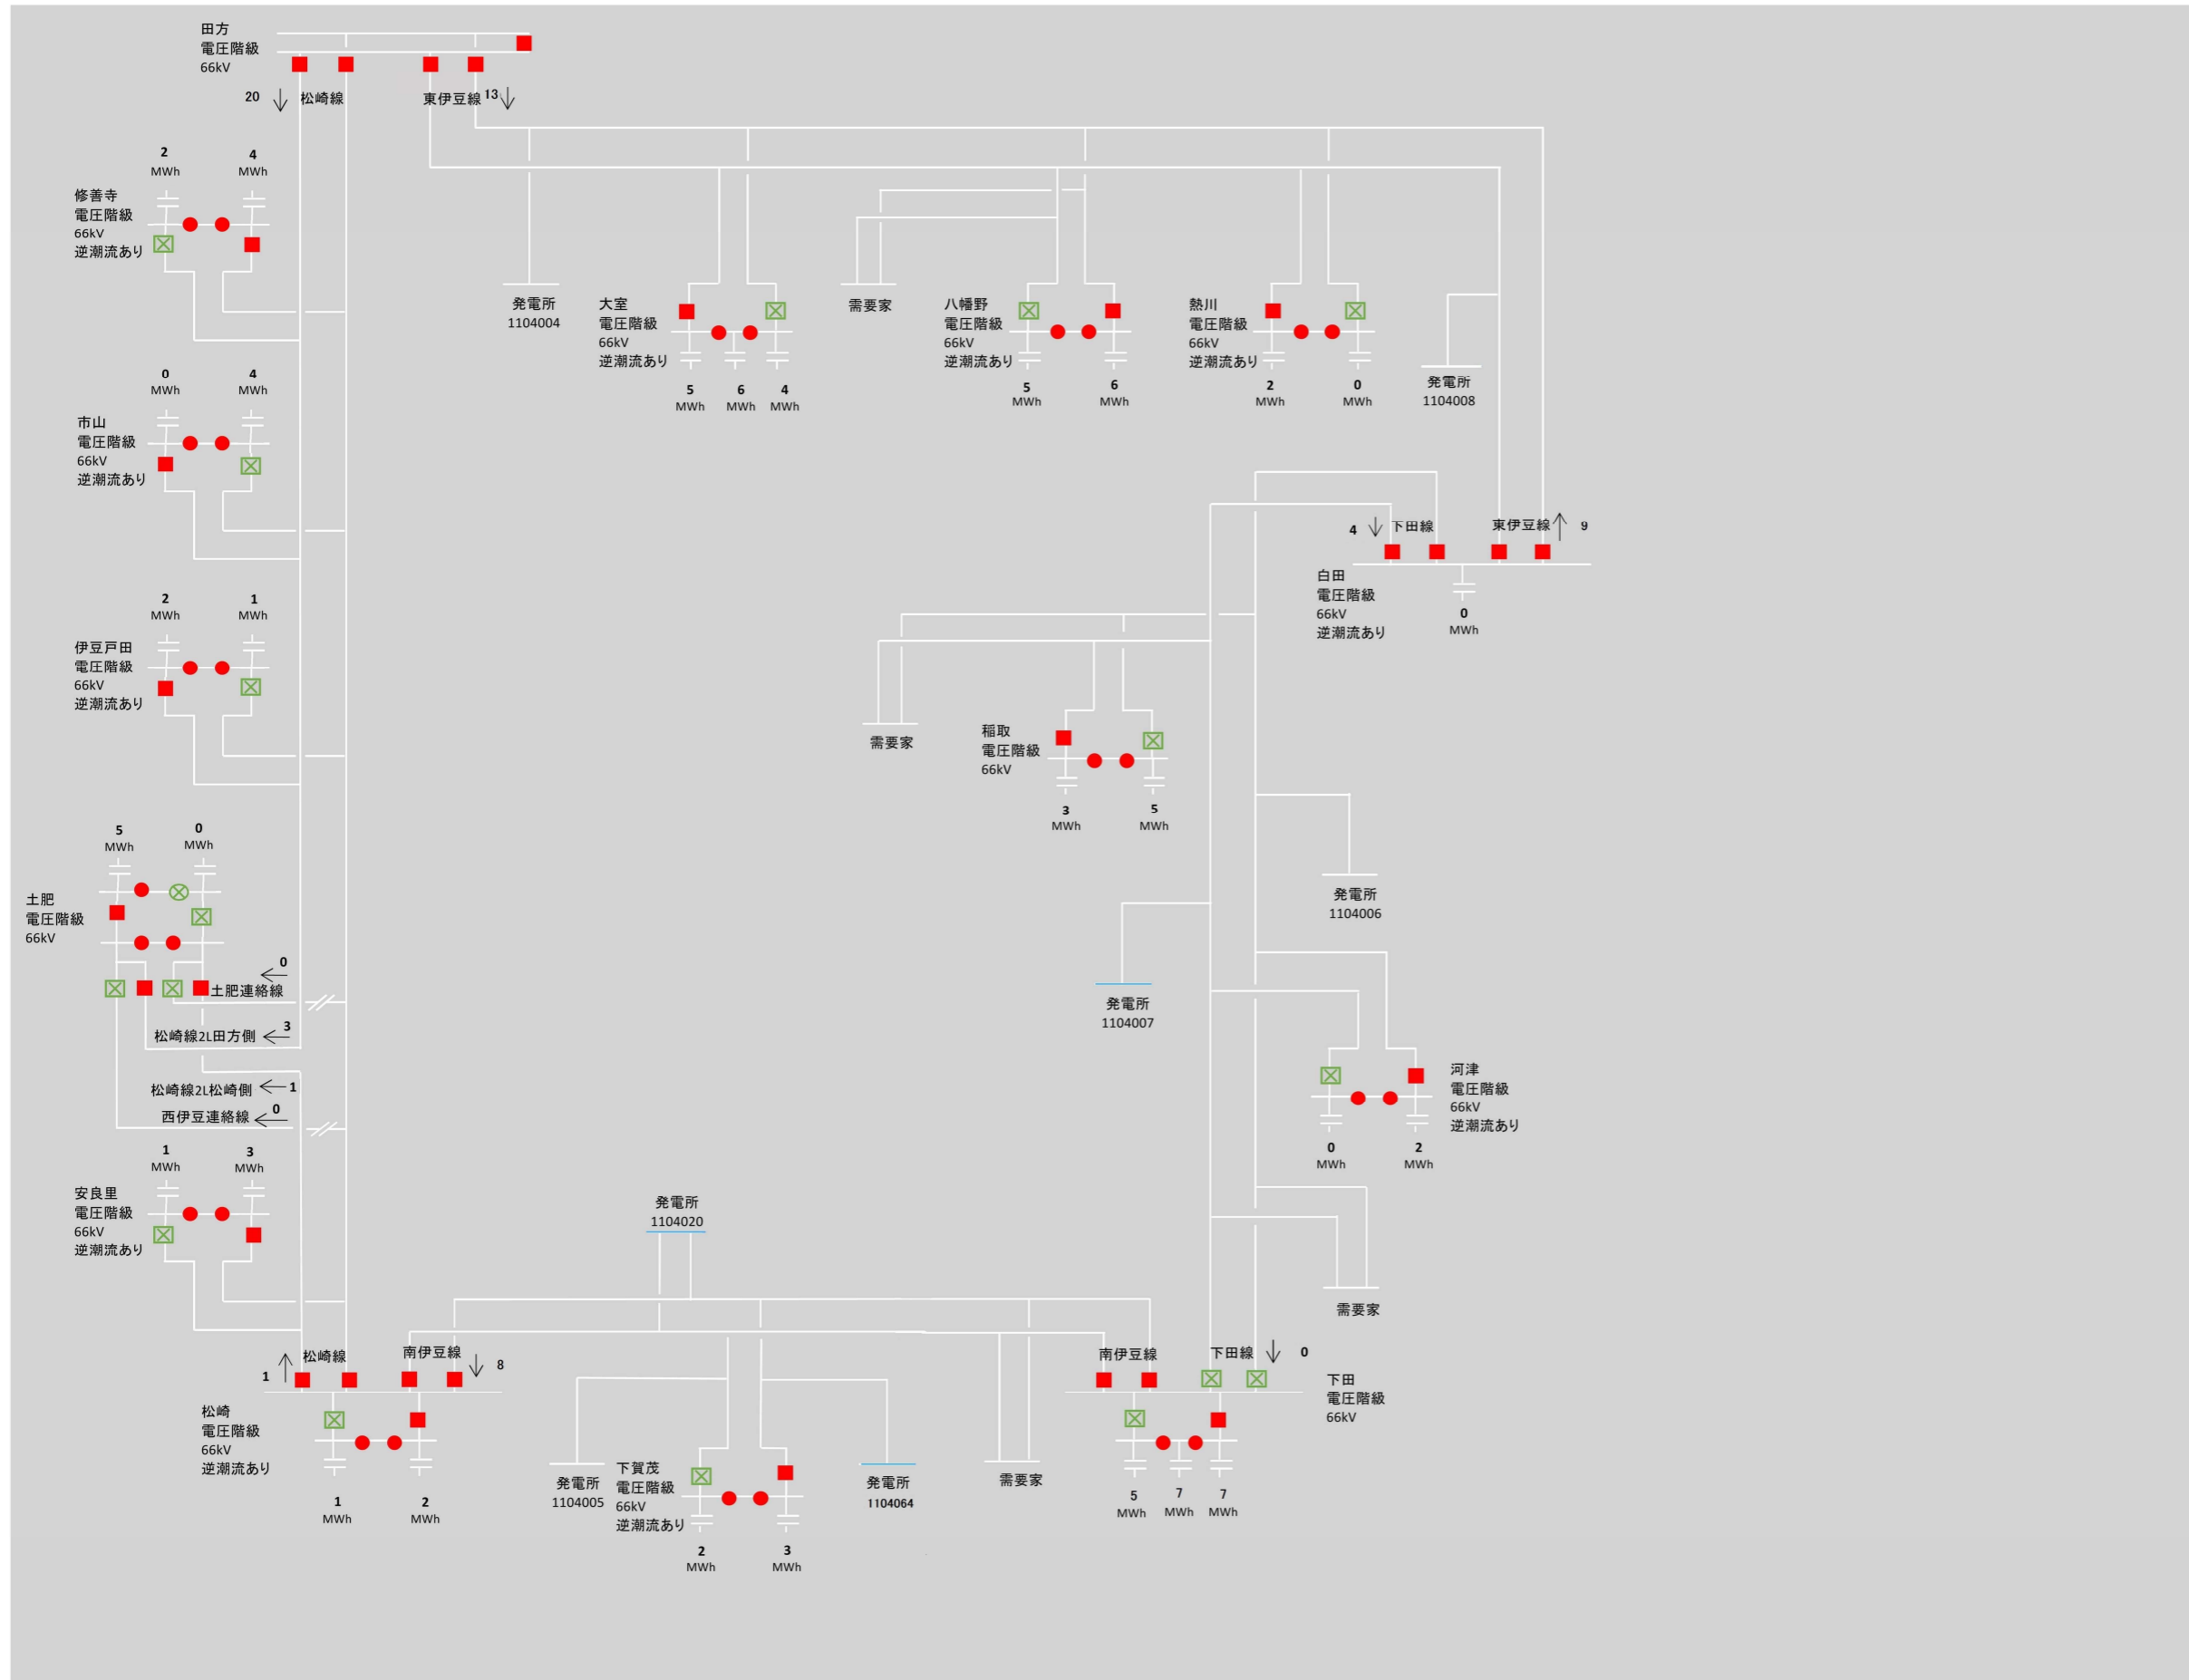 田方
電圧階級
66kV
20
松崎線
東伊豆線
13
2
MWh
4
MWh
修善寺
電圧階級
66kV
逆潮流あり
発電所
1104004
大室
電圧階級
66kV
逆潮流あり
5
MWh
6
MWh
4
MWh
需要家
八幡野
電圧階級
66kV
逆潮流あり
5
MWh
6
MWh
熱川
電圧階級
66kV
逆潮流あり
2
MWh
0
MWh
発電所
1104008
0
MWh
4
MWh
市山
電圧階級
66kV
逆潮流あり
4
下田線
東伊豆線
9
白田
電圧階級
66kV
逆潮流あり
0
MWh
2
MWh
1
MWh
伊豆戸田
電圧階級
66kV
逆潮流あり
需要家
稲取
電圧階級
66kV
3
MWh
5
MWh
5
MWh
0
MWh
土肥
電圧階級
66kV
0
土肥連絡線
松崎線2L田方側
3
松崎線2L松崎側
1
西伊豆連絡線
0
発電所
1104006
発電所
1104007
河津
電圧階級
66kV
逆潮流あり
0
MWh
2
MWh
1
MWh
3
MWh
安良里
電圧階級
66kV
逆潮流あり
発電所
1104020
需要家
1
松崎線
南伊豆線
8
松崎
電圧階級
66kV
逆潮流あり
1
MWh
2
MWh
発電所
1104005
下賀茂
電圧階級
66kV
逆潮流あり
2
MWh
3
MWh
発電所
1104064
需要家
南伊豆線
下田線
0
下田
電圧階級
66kV
5
MWh
7
MWh
7
MWh